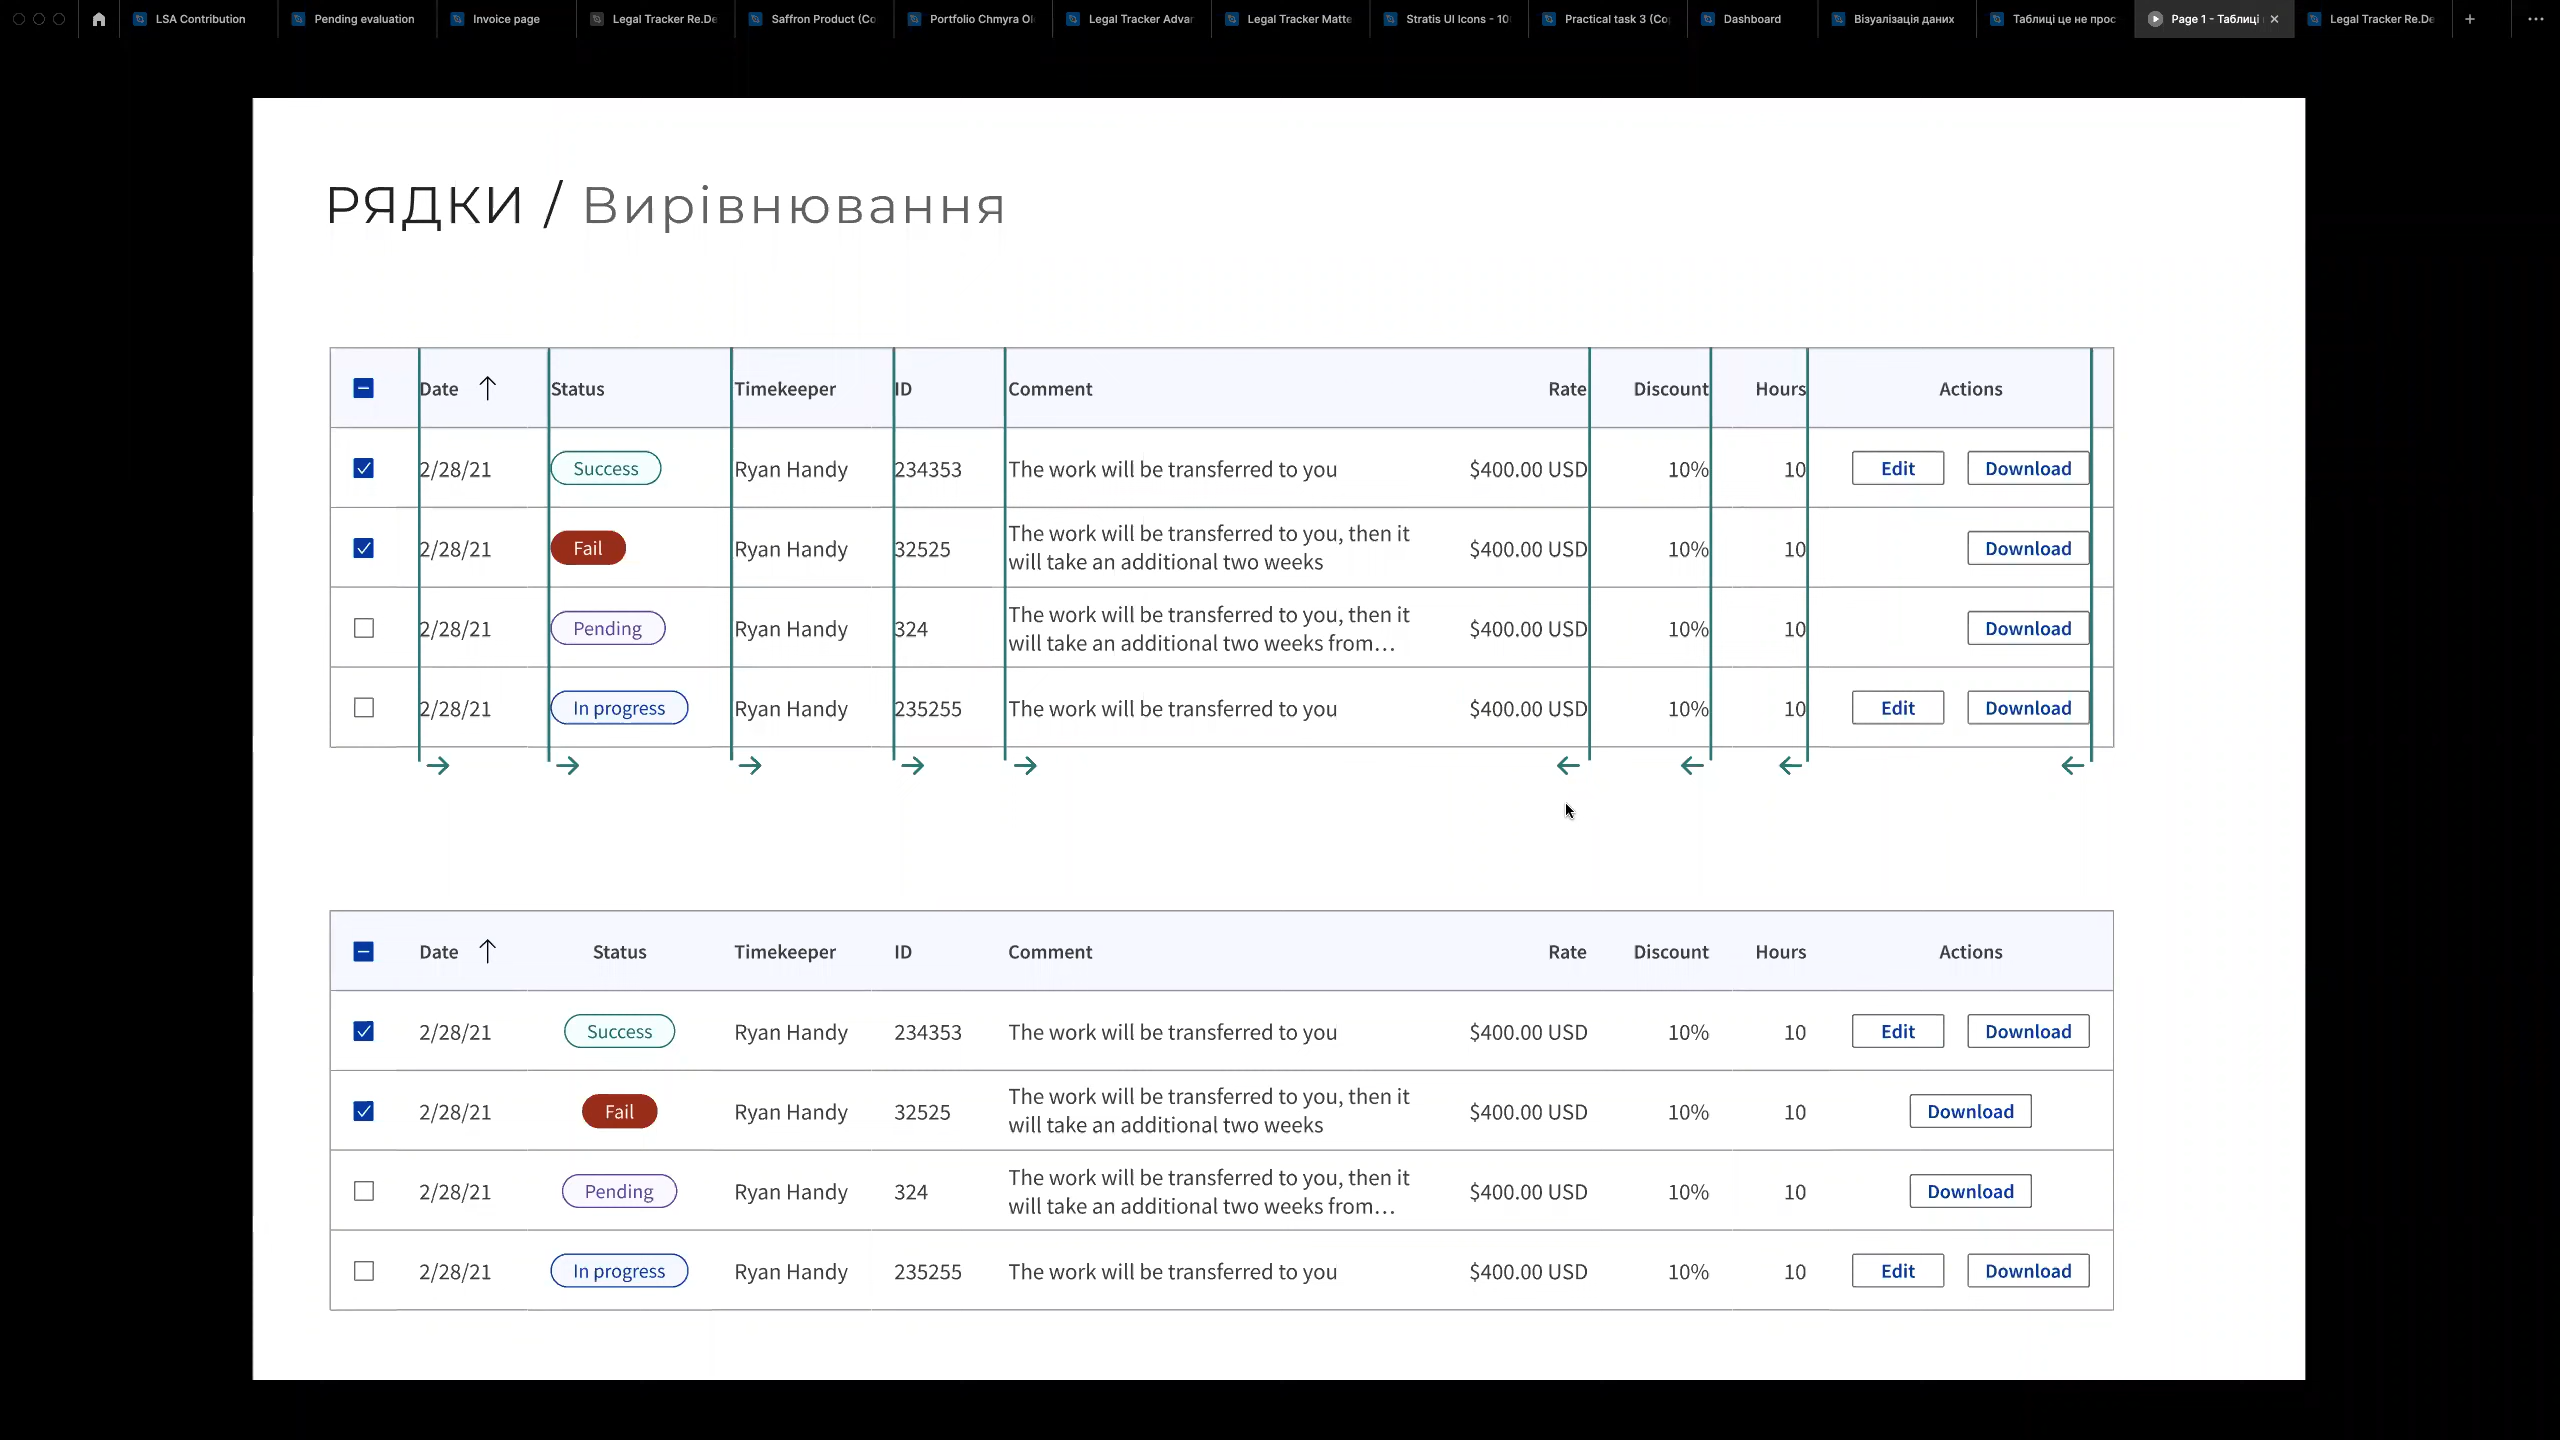 LSA Contribution Pending evaluation Invoice page Legal Tracker Re.De Saffron Product (Co Portfolio Chmyra Ol Legal Tracker Advar Legal Tracker Matte Stratis UI Icons - 10 Practical task 3 (Co Dashboard Візуалізація даних Таблиці це не прос Page 1 - Таблиці Legal Tracker Re.De
РЯДКИ / Вирівнювання
Date Status Timekeeper ID Comment Rate Discount Hours Actions
2/28/21 Success Ryan Handy 234353 The work will be transferred to you $400.00 USD 10% 10 Edit Download
2/28/21 Fail Ryan Handy 32525 The work will be transferred to you, then it
will take an additional two weeks $400.00 USD 10% 10 Download
2/28/21 Pending Ryan Handy 324 The work will be transferred to you, then it
will take an additional two weeks from... $400.00 USD 10% 10 Download
2/28/21 In progress Ryan Handy 235255 The work will be transferred to you $400.00 USD 10% 10 Edit Download
Date Status Timekeeper ID Comment Rate Discount Hours Actions
2/28/21 Success Ryan Handy 234353 The work will be transferred to you $400.00 USD 10% 10 Edit Download
2/28/21 Fail Ryan Handy 32525 The work will be transferred to you, then it
will take an additional two weeks $400.00 USD 10% 10 Download
2/28/21 Pending Ryan Handy 324 The work will be transferred to you, then it
will take an additional two weeks from... $400.00 USD 10% 10 Download
2/28/21 In progress Ryan Handy 235255 The work will be transferred to you $400.00 USD 10% 10 Edit Download